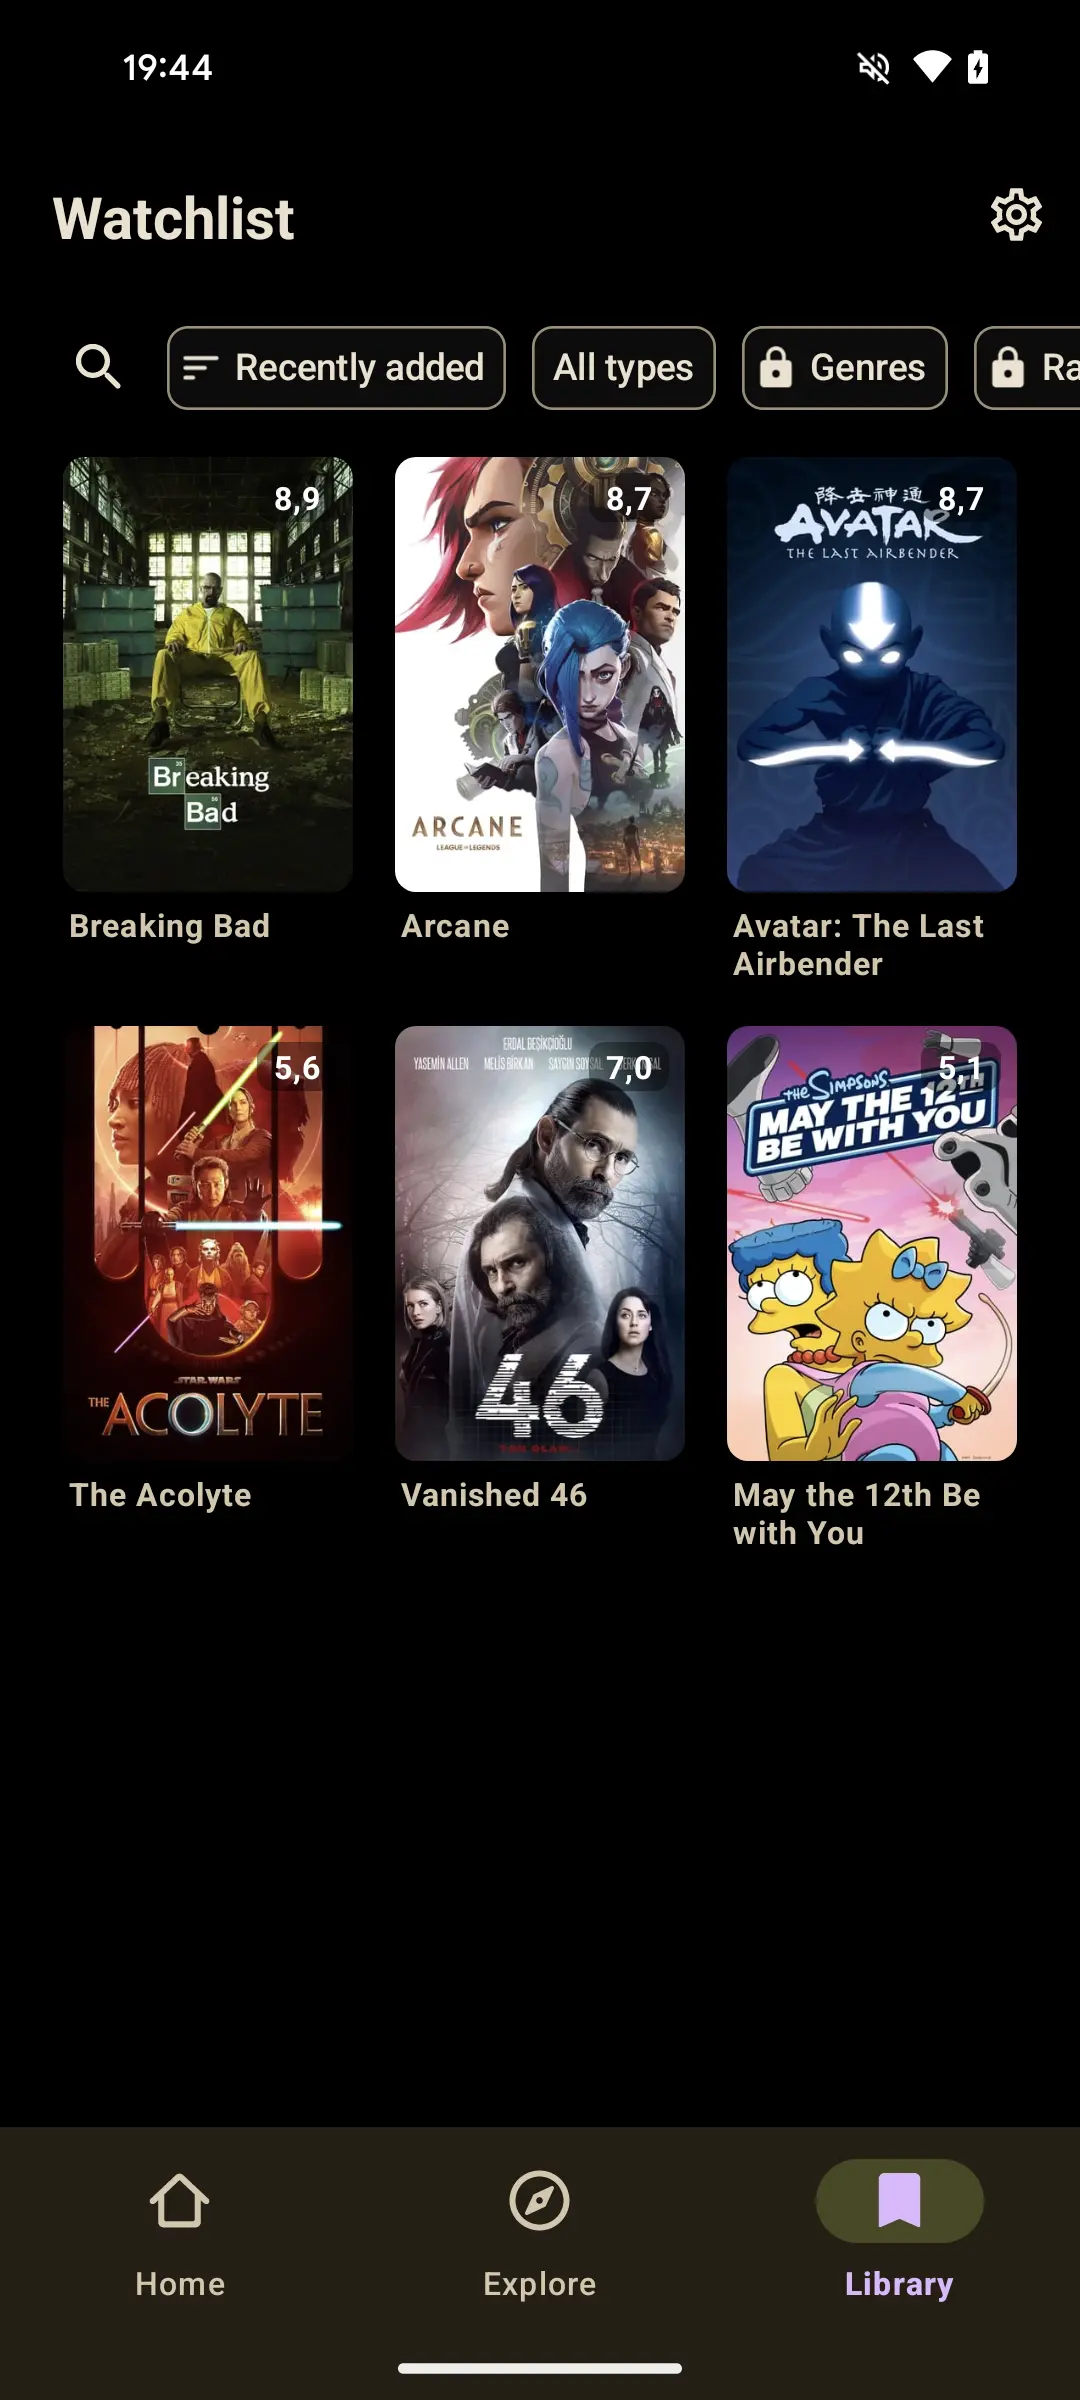 19:44
Watchlist
Recently added
All types
Genres
Ra
8,9
Breaking
Bad
8,7
ARCANE
LEAGUE OF LEGENDS
降去神通
8,7
AVATAR
THE LAST AIRBENDER
Breaking Bad
Arcane
Avatar: The Last
Airbender
5,6
STAR WARS
THE ACOLYTE
ERDAL BEŞİKÇİOĞLU
YASEMİN ALLEN MELİS BİRKAN SAYGIN SOYSAL
7,0
46
5,1
THE SIMPSONS
MAY THE 12TH
BE WITH YOU
The Acolyte
Vanished 46
May the 12th Be
with You
Home
Explore
Library